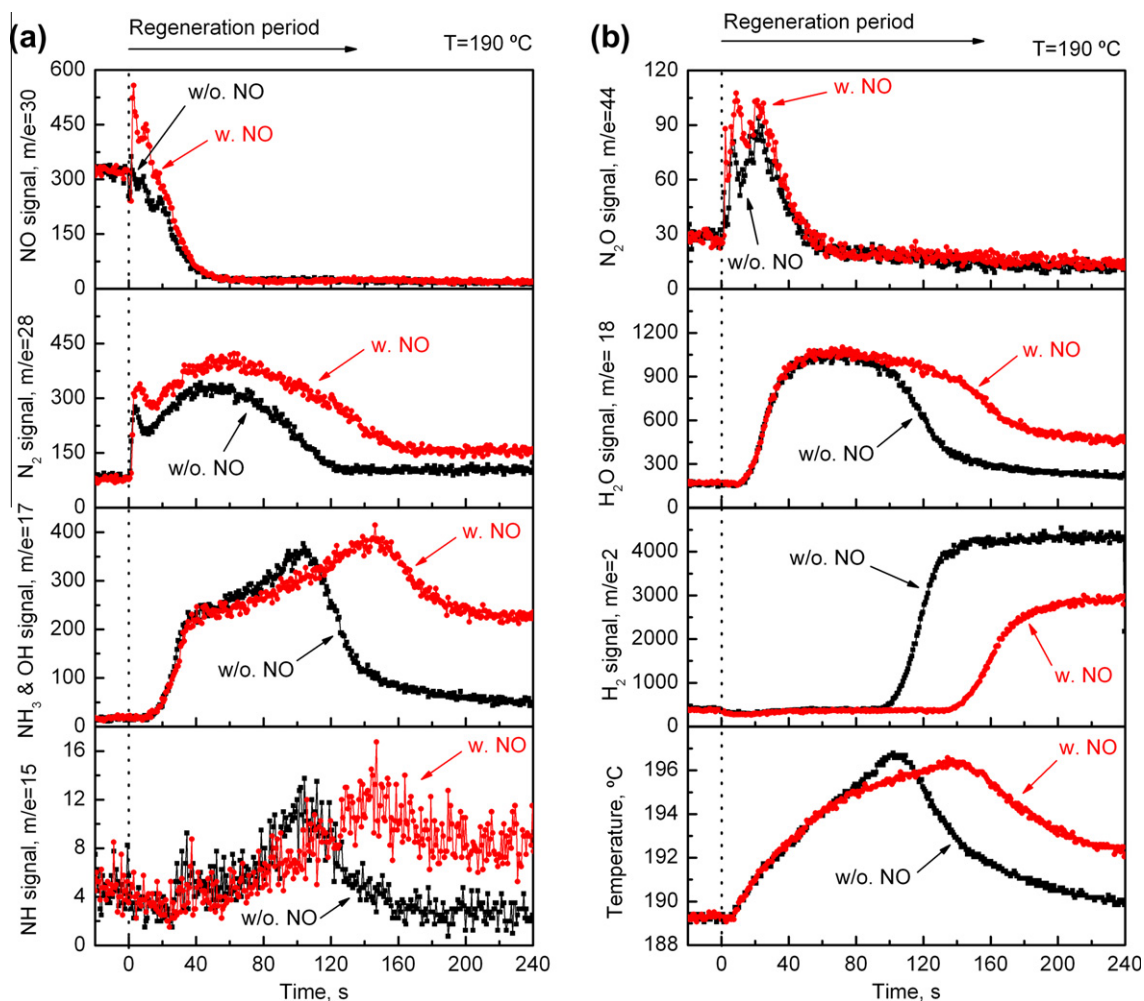 (a)
Regeneration period
T=190 ºC
NO signal, m/e=30
600
450
300
150
0
w/o. NO
w. NO
N2 signal, m/e=28
450
300
150
0
w. NO
w/o. NO
NH3 & OH signal, m/e=17
400
300
200
100
0
w. NO
w/o. NO
NH signal, m/e=15
16
12
8
4
0
w. NO
w/o. NO
0 40 80 120 160 200 240
Time, s
(b)
Regeneration period
T=190 ºC
N2O signal, m/e=44
120
90
60
30
0
w. NO
w/o. NO
H2O signal, m/e= 18
1200
900
600
300
0
w. NO
w/o. NO
H2 signal, m/e=2
4000
3000
2000
1000
0
w/o. NO
w. NO
Temperature, ºC
196
194
192
190
188
w. NO
w/o. NO
0 40 80 120 160 200 240
Time, s